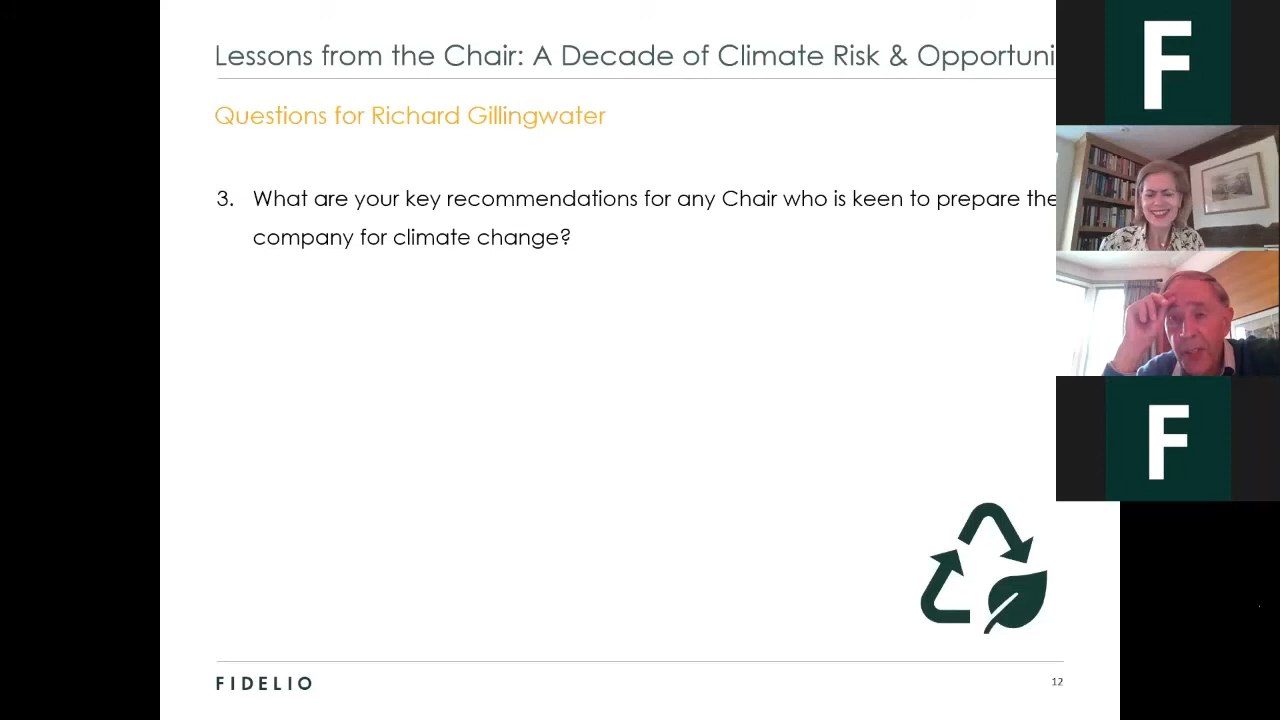 Lessons from the Chair: A Decade of Climate Risk & Opportuni
Questions for Richard Gillingwater
3. What are your key recommendations for any Chair who is keen to prepare the
company for climate change?
F
F
FIDELIO
12